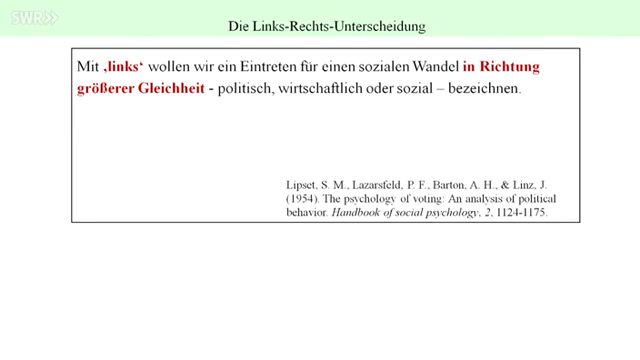 SWR»
Die Links-Rechts-Unterscheidung
Mit ‚links‘ wollen wir ein Eintreten für einen sozialen Wandel in Richtung
größerer Gleichheit - politisch, wirtschaftlich oder sozial – bezeichnen.
Lipset, S. M., Lazarsfeld, P. F., Barton, A. H., & Linz, J.
(1954). The psychology of voting: An analysis of political
behavior. Handbook of social psychology, 2, 1124-1175.